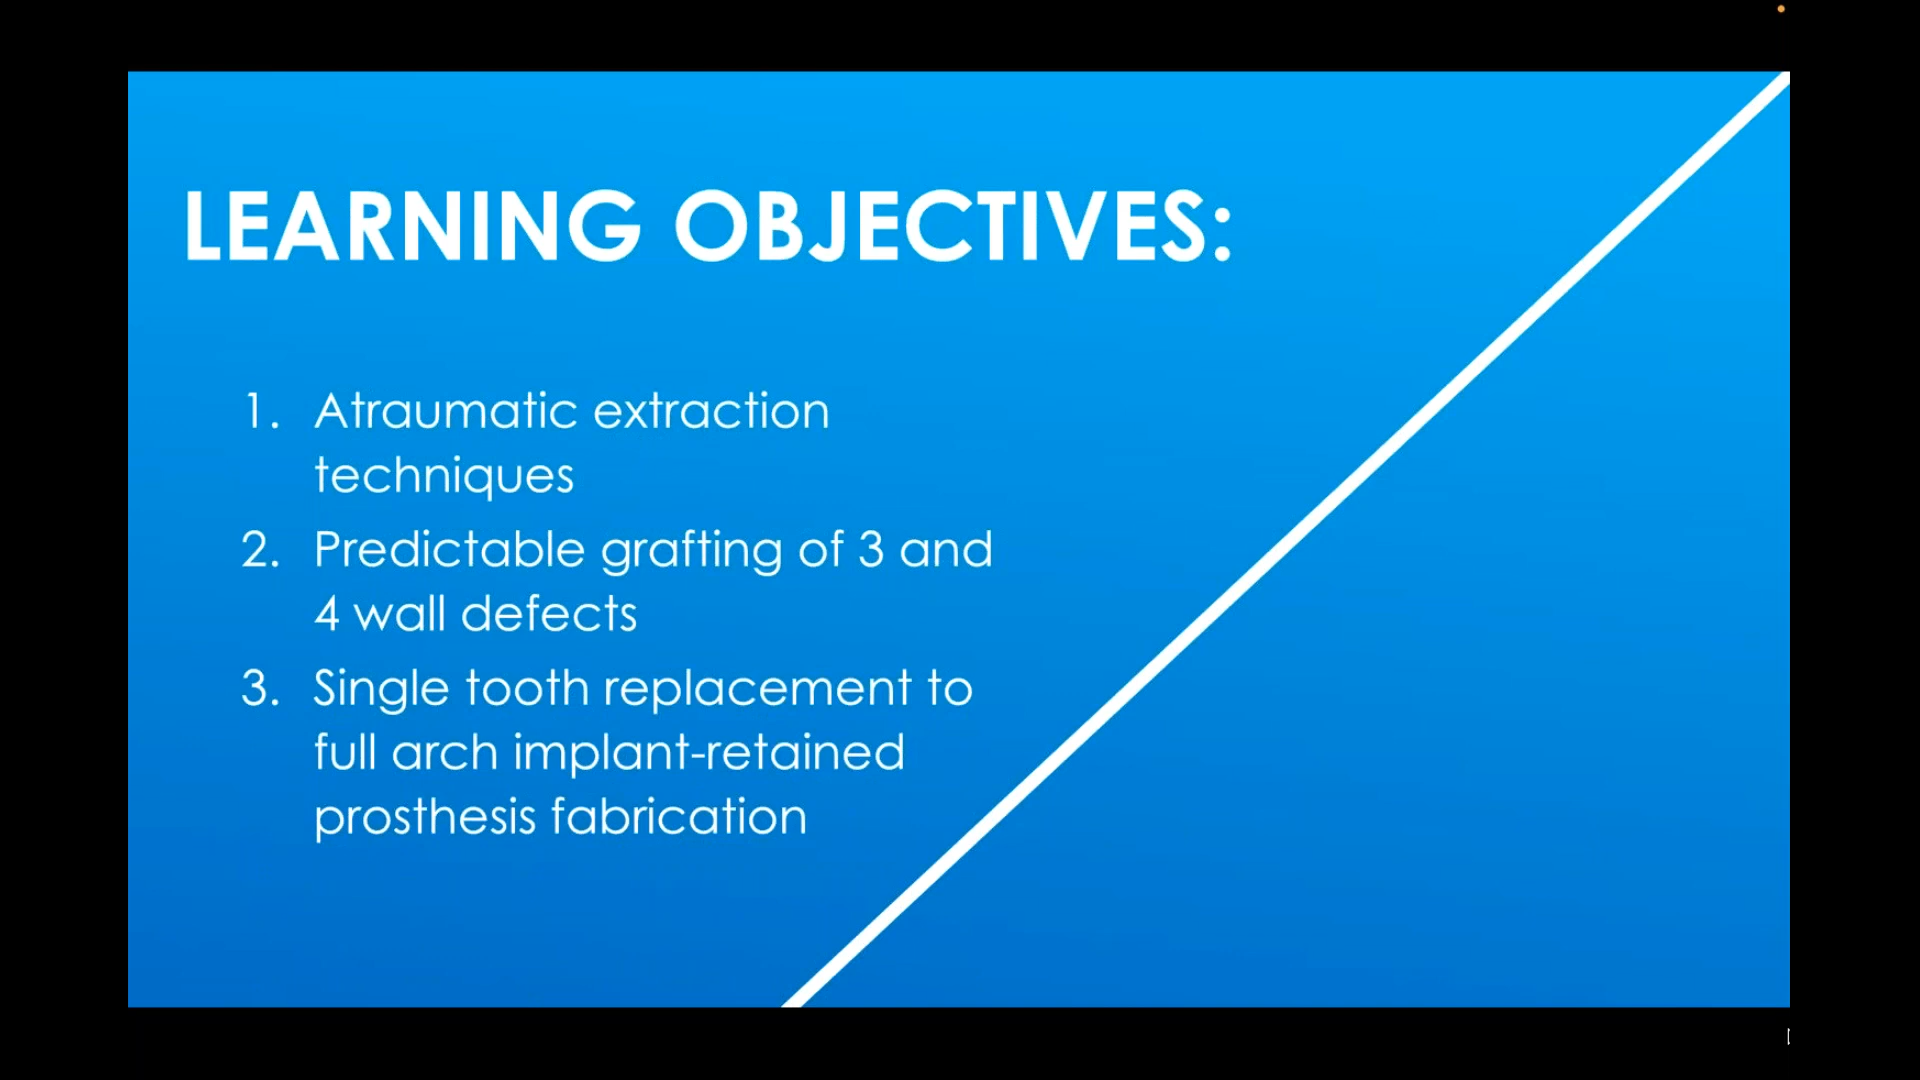 LEARNING OBJECTIVES:
1. Atraumatic extraction
techniques
2. Predictable grafting of 3 and
4 wall defects
3. Single tooth replacement to
full arch implant-retained
prosthesis fabrication